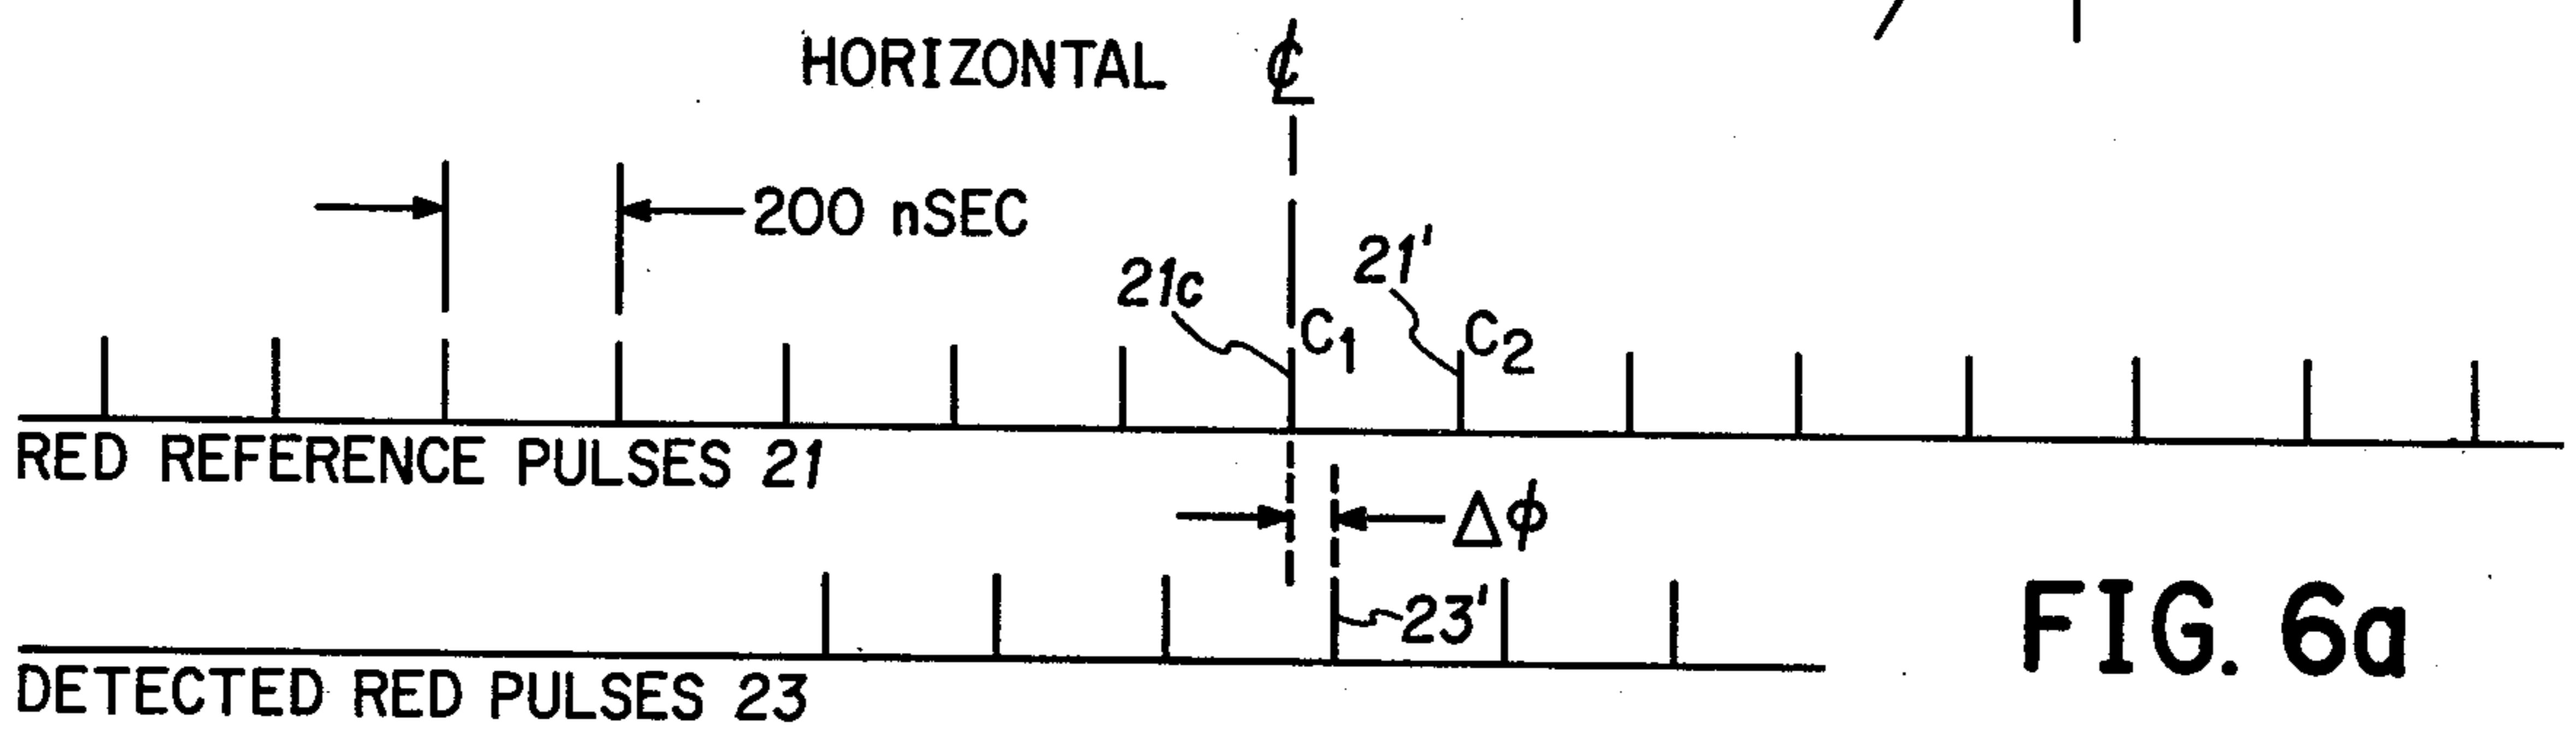 HORIZONTAL ℄
200 nSEC
21c
C1
21'
C2
RED REFERENCE PULSES 21
Δϕ
23'
DETECTED RED PULSES 23
FIG. 6a